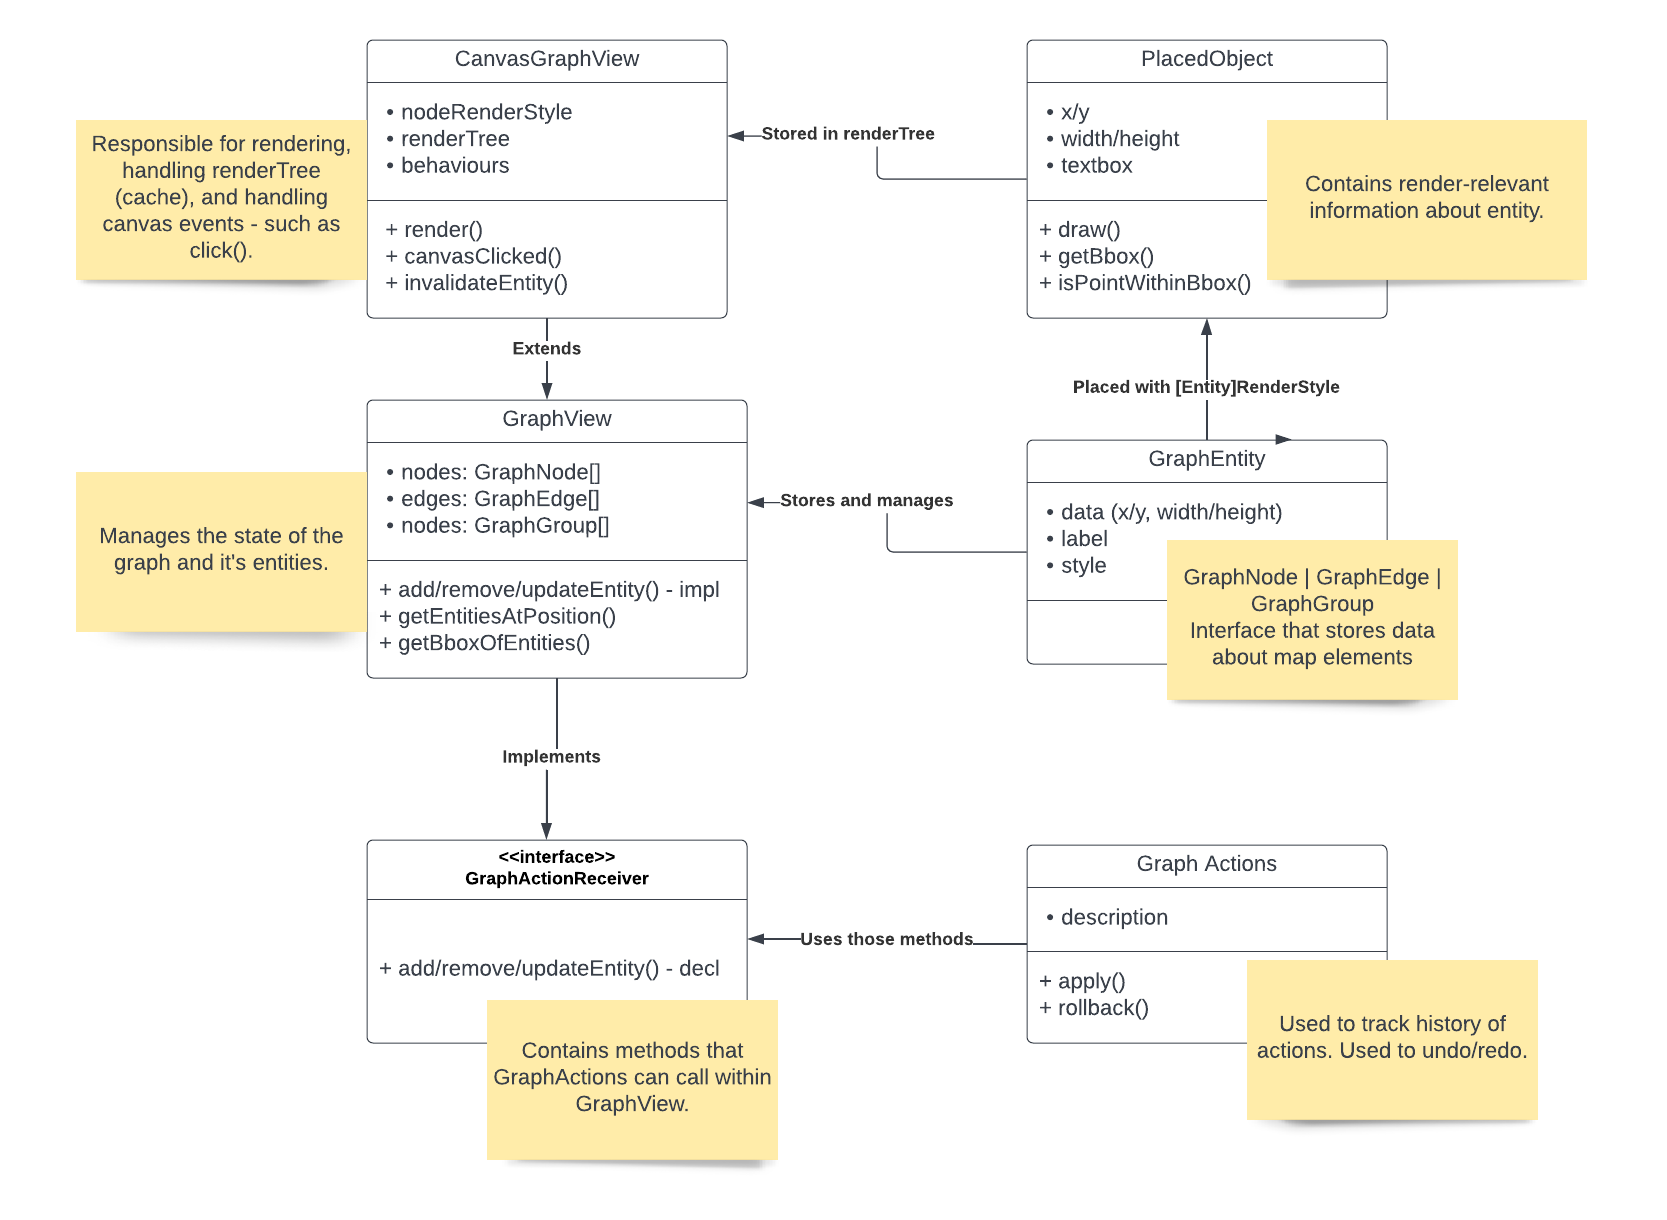 CanvasGraphView
• nodeRenderStyle
• renderTree
• behaviours
+ render()
+ canvasClicked()
+ invalidateEntity()
Responsible for rendering,
handling renderTree
(cache), and handling
canvas events - such as
click().
Stored in renderTree
PlacedObject
• x/y
• width/height
• textbox
+ draw()
+ getBbox()
+ isPointWithinBbox()
Contains render-relevant
information about entity.
Extends
Placed with [Entity]RenderStyle
GraphView
• nodes: GraphNode[]
• edges: GraphEdge[]
• nodes: GraphGroup[]
+ add/remove/updateEntity() - impl
+ getEntitiesAtPosition()
+ getBboxOfEntities()
Manages the state of the
graph and it's entities.
Stores and manages
GraphEntity
• data (x/y, width/height)
• label
• style
GraphNode | GraphEdge |
GraphGroup
Interface that stores data
about map elements
Implements
<<interface>>
GraphActionReceiver
+ add/remove/updateEntity() - decl
Contains methods that
GraphActions can call within
GraphView.
Uses those methods
Graph Actions
• description
+ apply()
+ rollback()
Used to track history of
actions. Used to undo/redo.